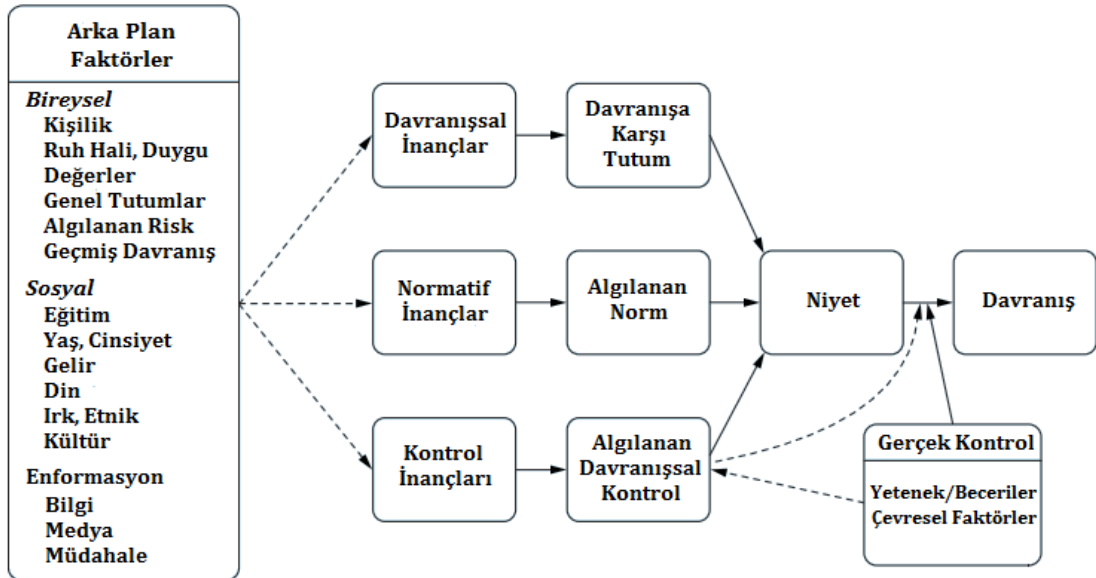 Arka Plan
Faktörler
Bireysel
Kişilik
Ruh Hali, Duygu
Değerler
Genel Tutumlar
Algılanan Risk
Geçmiş Davranış
Sosyal
Eğitim
Yaş, Cinsiyet
Gelir
Din
Irk, Etnik
Kültür
Enformasyon
Bilgi
Medya
Müdahale
Davranışsal
İnançlar
Davranışa
Karşı
Tutum
Normatif
İnançlar
Algılanan
Norm
Niyet
Davranış
Kontrol
İnançları
Algılanan
Davranışsal
Kontrol
Gerçek Kontrol
Yetenek/Beceriler
Çevresel Faktörler